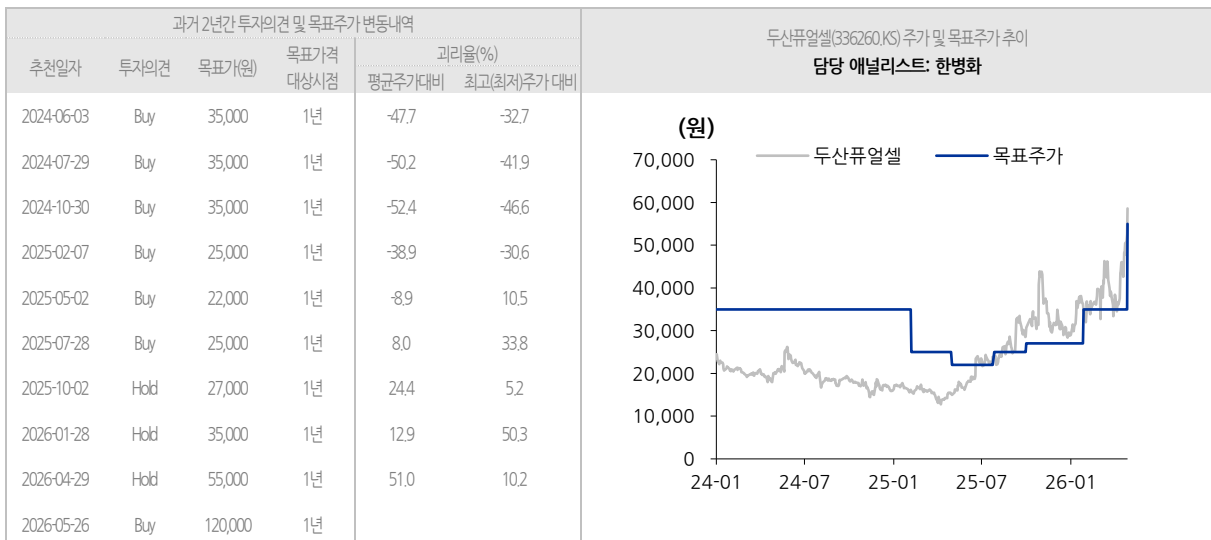 과거 2년간 투자의견 및 목표주가 변동내역
추천일자 투자의견 목표가(원) 목표가격 대상시점 괴리율(%)
평균주가대비 최고(최저)주가 대비
2024-06-03 Buy 35,000 1년 -47.7 -32.7
2024-07-29 Buy 35,000 1년 -50.2 -41.9
2024-10-30 Buy 35,000 1년 -52.4 -46.6
2025-02-07 Buy 25,000 1년 -38.9 -30.6
2025-05-02 Buy 22,000 1년 -8.9 10.5
2025-07-28 Buy 25,000 1년 8.0 33.8
2025-10-02 Hold 27,000 1년 24.4 5.2
2026-01-28 Hold 35,000 1년 12.9 50.3
2026-04-29 Hold 55,000 1년 51.0 10.2
2026-05-26 Buy 120,000 1년
두산퓨얼셀(336260.KS) 주가 및 목표주가 추이
담당 애널리스트: 한병화
(원)
두산퓨얼셀 목표주가
70,000
60,000
50,000
40,000
30,000
20,000
10,000
0
24-01 24-07 25-01 25-07 26-01